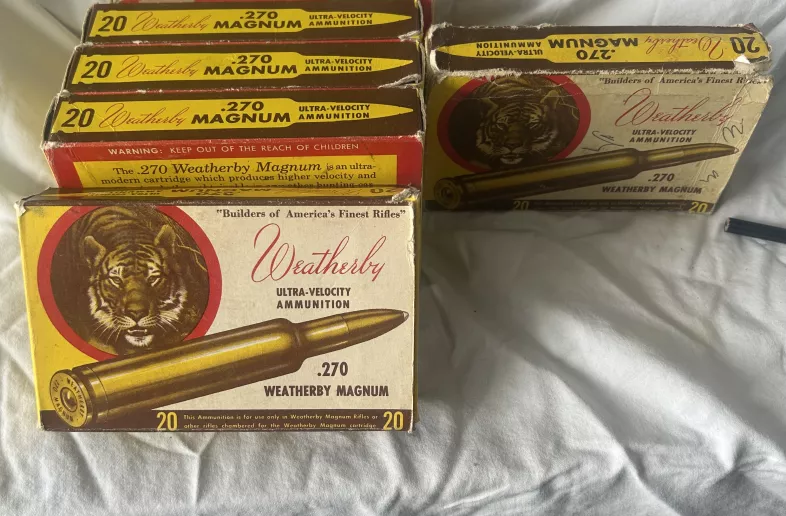 20 Weatherby .270 MAGNUM ULTRA-VELOCITY AMMUNITION
20 Weatherby .270 MAGNUM ULTRA-VELOCITY AMMUNITION
20 Weatherby .270 MAGNUM ULTRA-VELOCITY AMMUNITION
WARNING: KEEP OUT OF THE REACH OF CHILDREN
The .270 Weatherby Magnum is an ultra-
modern cartridge which produces higher velocity and
"Builders of America's Finest Rifles"
Weatherby
ULTRA-VELOCITY
AMMUNITION
.270
WEATHERBY MAGNUM
20 This Ammunition is for use only in Weatherby Magnum Rifles or 20
other rifles chambered for the Weatherby Magnum cartridge
20 Weatherby .270 MAGNUM ULTRA-VELOCITY AMMUNITION
"Builders of America's Finest
Weatherby
ULTRA-VELOCITY
AMMUNITION
.270
WEATHERBY MAGNUM
20 20